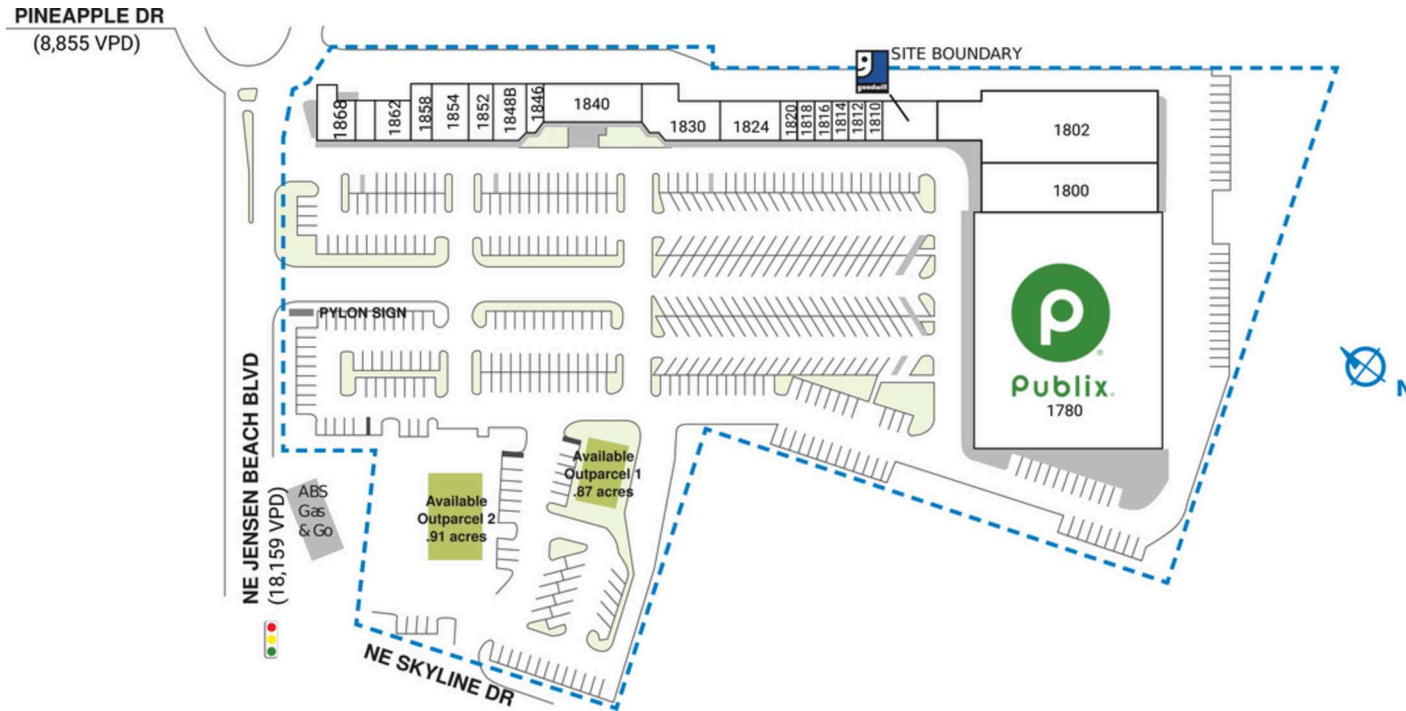 PINEAPPLE DR
(8,855 VPD)
SITE BOUNDARY
goodwill
1868
1862
1858
1854
1852
1848B
1846
1840
1830
1824
1820
1818
1816
1814
1812
1810
1802
1800
PYLON SIGN
Publix.
1780
N
NE JENSEN BEACH BLVD
(18,159 VPD)
ABS
Gas
& Go
Available
Outparcel 2
.91 acres
Available
Outparcel 1
.87 acres
NE SKYLINE DR